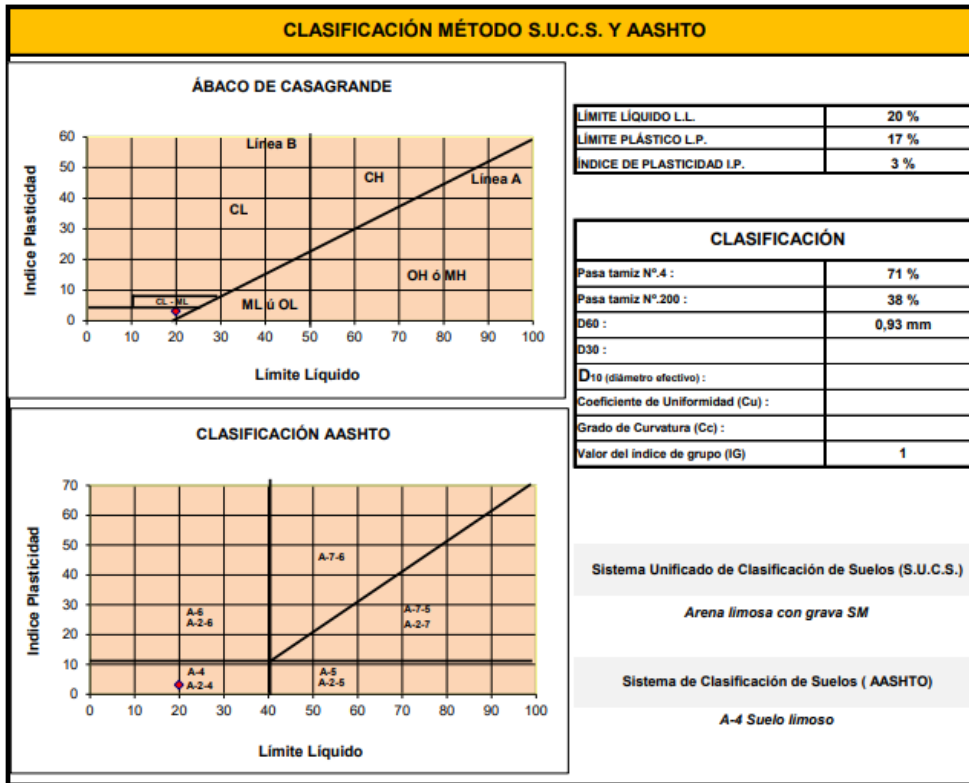 CLASIFICACIÓN MÉTODO S.U.C.S. Y AASHTO
ÁBACO DE CASAGRANDE
Indice Plasticidad
60
50
40
30
20
10
0
Línea B
CH
Línea A
CL
OH ó MH
CL - ML
ML ú OL
0 10 20 30 40 50 60 70 80 90 100
Límite Líquido
LÍMITE LÍQUIDO L.L. 20 %
LÍMITE PLÁSTICO L.P. 17 %
ÍNDICE DE PLASTICIDAD I.P. 3 %
CLASIFICACIÓN
Pasa tamiz Nº.4 : 71 %
Pasa tamiz Nº.200 : 38 %
D60 : 0,93 mm
D30 :
D10 (diámetro efectivo) :
Coeficiente de Uniformidad (Cu) :
Grado de Curvatura (Cc) :
Valor del índice de grupo (IG) 1
CLASIFICACIÓN AASHTO
Indice Plasticidad
70
60
50
40
30
20
10
0
A-7-6
A-6
A-2-6
A-7-5
A-2-7
A-4
A-2-4
A-5
A-2-5
0 10 20 30 40 50 60 70 80 90 100
Límite Líquido
Sistema Unificado de Clasificación de Suelos (S.U.C.S.)
Arena limosa con grava SM
Sistema de Clasificación de Suelos ( AASHTO)
A-4 Suelo limoso